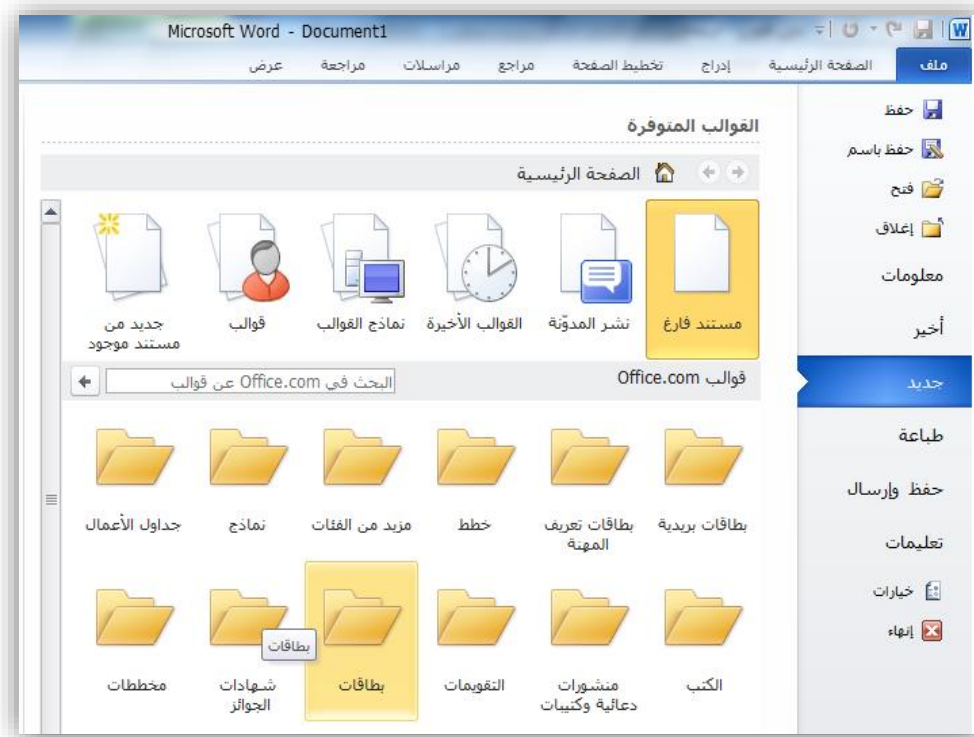 Microsoft Word - Document1
ملف الصفحة الرئيسية إدراج تخطيط الصفحة مراجع مراسلات مراجعة عرض
حفظ
حفظ باسم
فتح
إغلاق
معلومات
أخير
جديد
طباعة
حفظ وإرسال
تعليمات
خيارات
إنهاء
القوالب المتوفرة
الصفحة الرئيسية
مستند فارغ نشر المدوّنة القوالب الأخيرة نماذج القوالب قوالب جديد من
مستند موجود
قوالب Office.com البحث في Office.com عن قوالب
بطاقات بريدية بطاقات تعريف خطط مزيد من الفئات نماذج جداول الأعمال
المهنة
بطاقات
الكتب منشورات التقويمات بطاقات شهادات مخططات
دعائية وكتيبات الجوائز